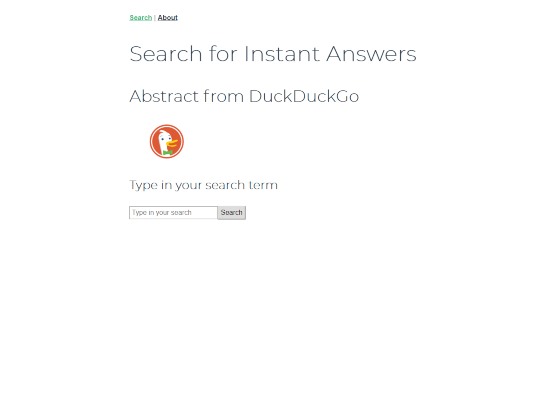 Search | About
Search for Instant Answers
Abstract from DuckDuckGo
Type in your search term
Type in your search Search